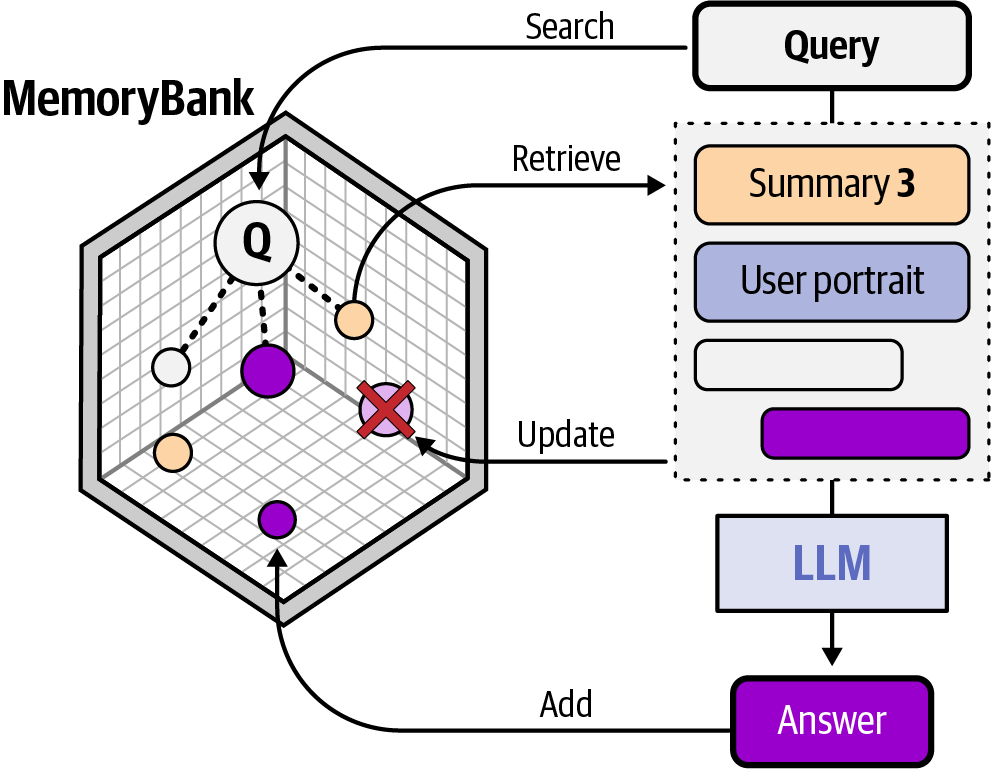 Search
Query
MemoryBank
Retrieve
Summary 3
Q
User portrait
Update
LLM
Add
Answer